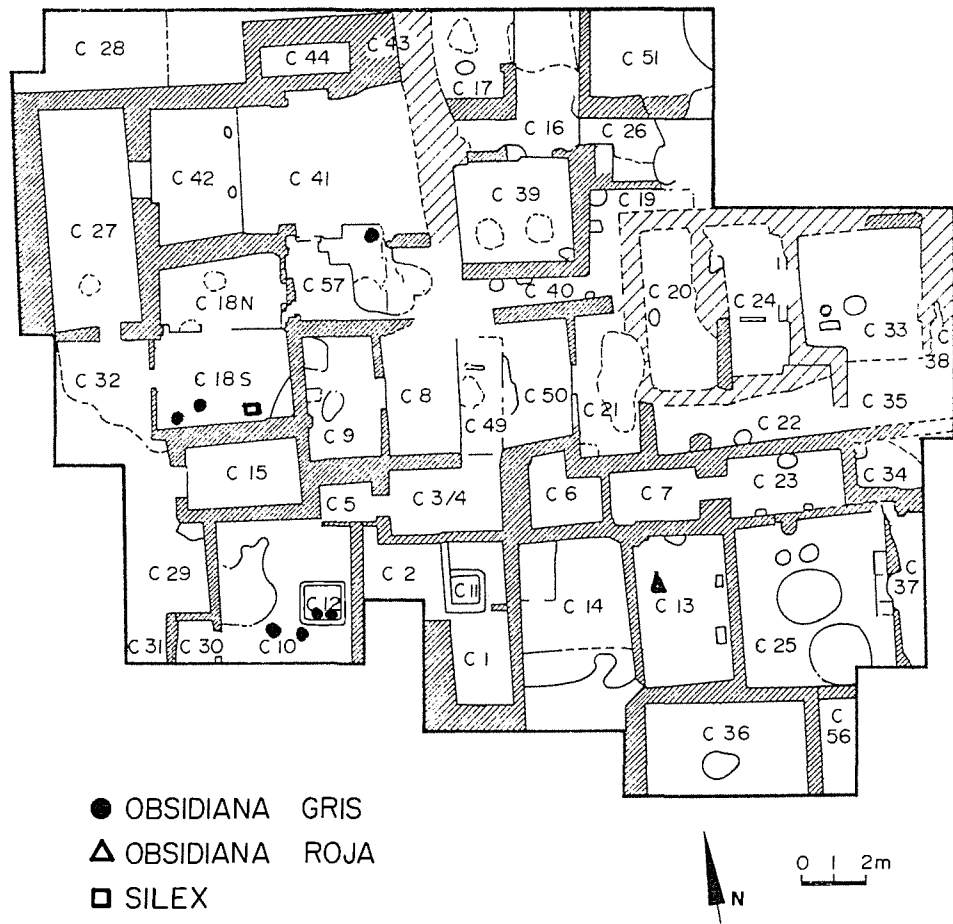 C 28
C 44
C 43
C 17
C 51
C 16
C 26
C 42
C 41
C 39
C 19
C 27
C 18N
C 57
C 40
C 20
C 24
C 33
C 38
C 32
C 18S
C 9
C 8
C 49
C 50
C 21
C 22
C 35
C 15
C 5
C 3/4
C 6
C 7
C 23
C 34
C 29
C 12
C 2
C 11
C 14
C 13
C 37
C 31
C 30
C 10
C 1
C 25
C 36
C 56
OBSIDIANA GRIS
OBSIDIANA ROJA
SILEX
N
0 1 2m